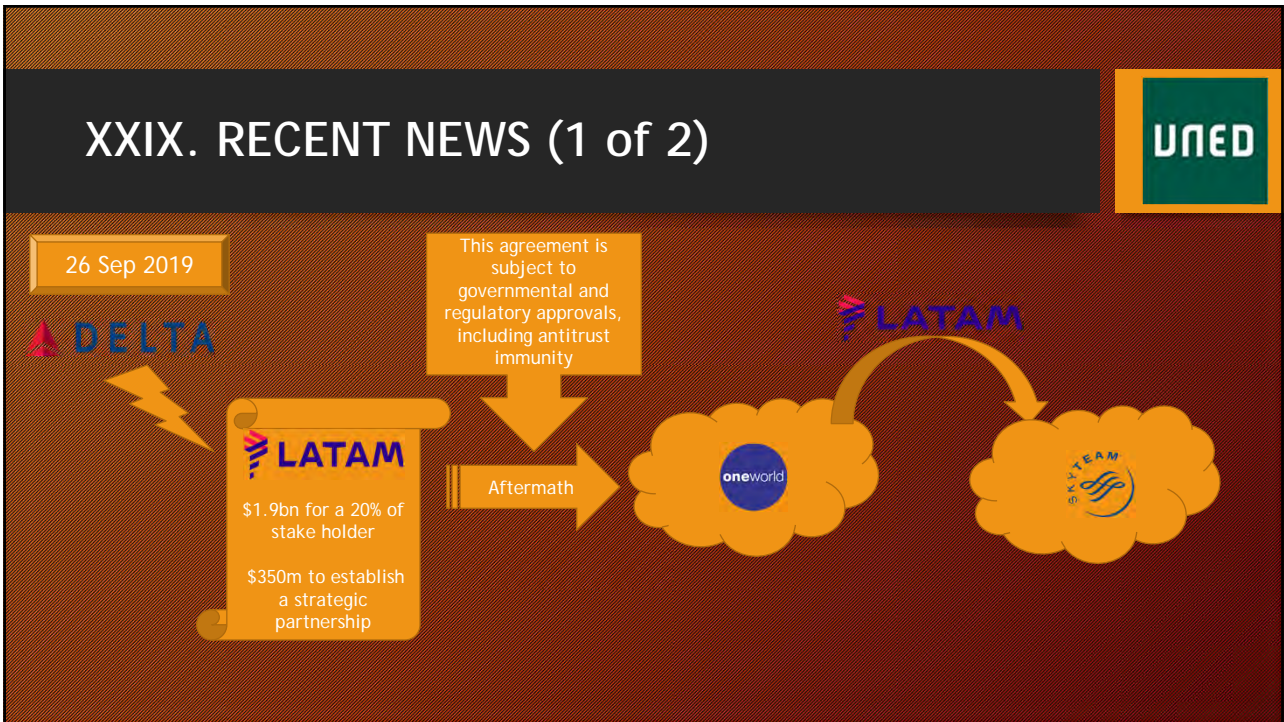 XXIX. RECENT NEWS (1 of 2)
UNED
26 Sep 2019
DELTA
LATAM
$1.9bn for a 20% of
stake holder
$350m to establish
a strategic
partnership
This agreement is
subject to
governmental and
regulatory approvals,
including antitrust
immunity
Aftermath
oneworld
LATAM
SKYTEAM